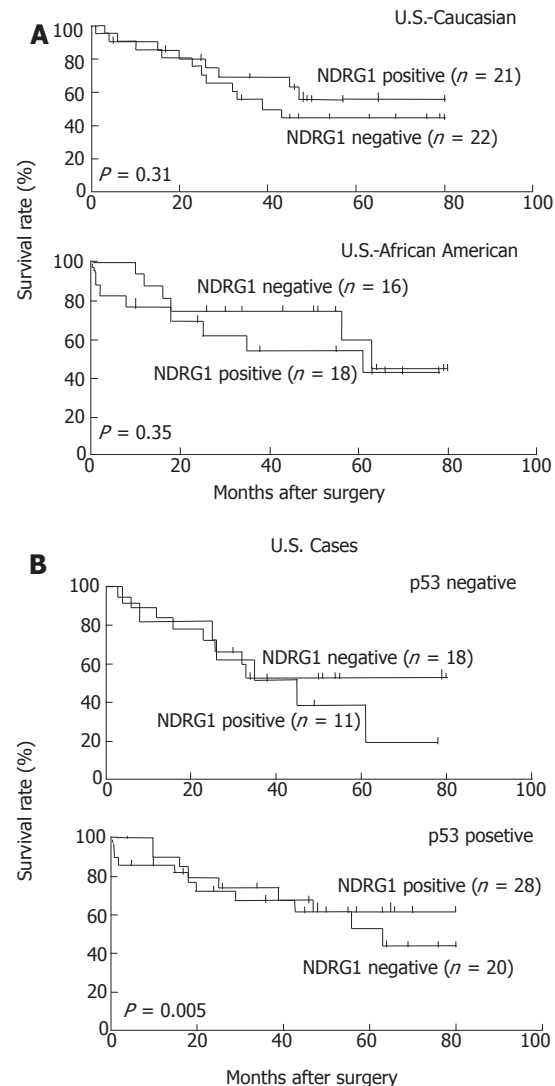 A
U.S.-Caucasian
100
80
60
40
20
0
NDRG1 positive (n = 21)
NDRG1 negative (n = 22)
P = 0.31
0 20 40 60 80 100
Survival rate (%)
U.S.-African American
100
80
60
40
20
0
NDRG1 negative (n = 16)
NDRG1 positive (n = 18)
P = 0.35
0 20 40 60 80 100
Months after surgery
U.S. Cases
B
p53 negative
100
80
60
40
20
0
NDRG1 negative (n = 18)
NDRG1 positive (n = 11)
0 20 40 60 80 100
Survival rate (%)
p53 posetive
100
80
60
40
20
0
NDRG1 positive (n = 28)
NDRG1 negative (n = 20)
P = 0.005
0 20 40 60 80 100
Months after surgery